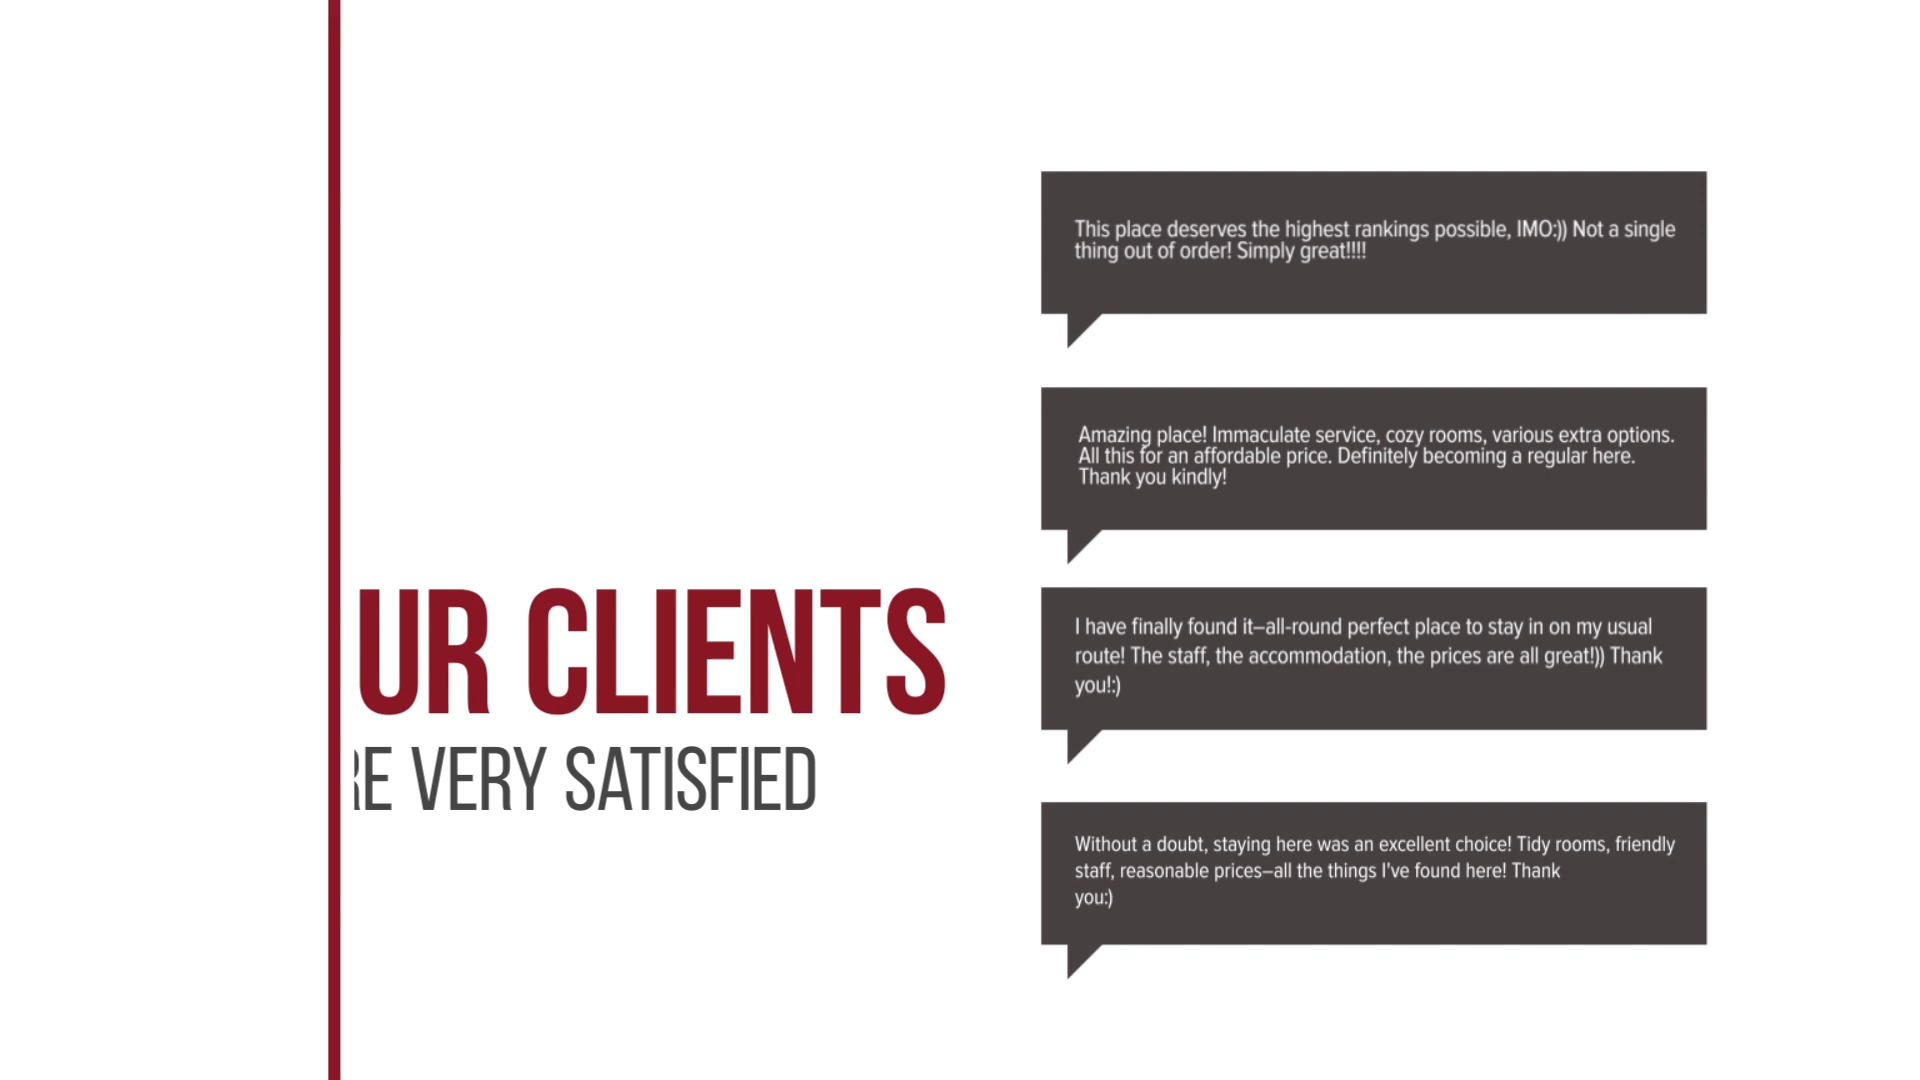 UR CLIENTS
RE VERY SATISFIED
This place deserves the highest rankings possible, IMO:)) Not a single
thing out of order! Simply great!!!!
Amazing place! Immaculate service, cozy rooms, various extra options.
All this for an affordable price. Definitely becoming a regular here.
Thank you kindly!
I have finally found it–all-round perfect place to stay in on my usual
route! The staff, the accommodation, the prices are all great!)) Thank
you!:)
Without a doubt, staying here was an excellent choice! Tidy rooms, friendly
staff, reasonable prices–all the things I've found here! Thank
you:)